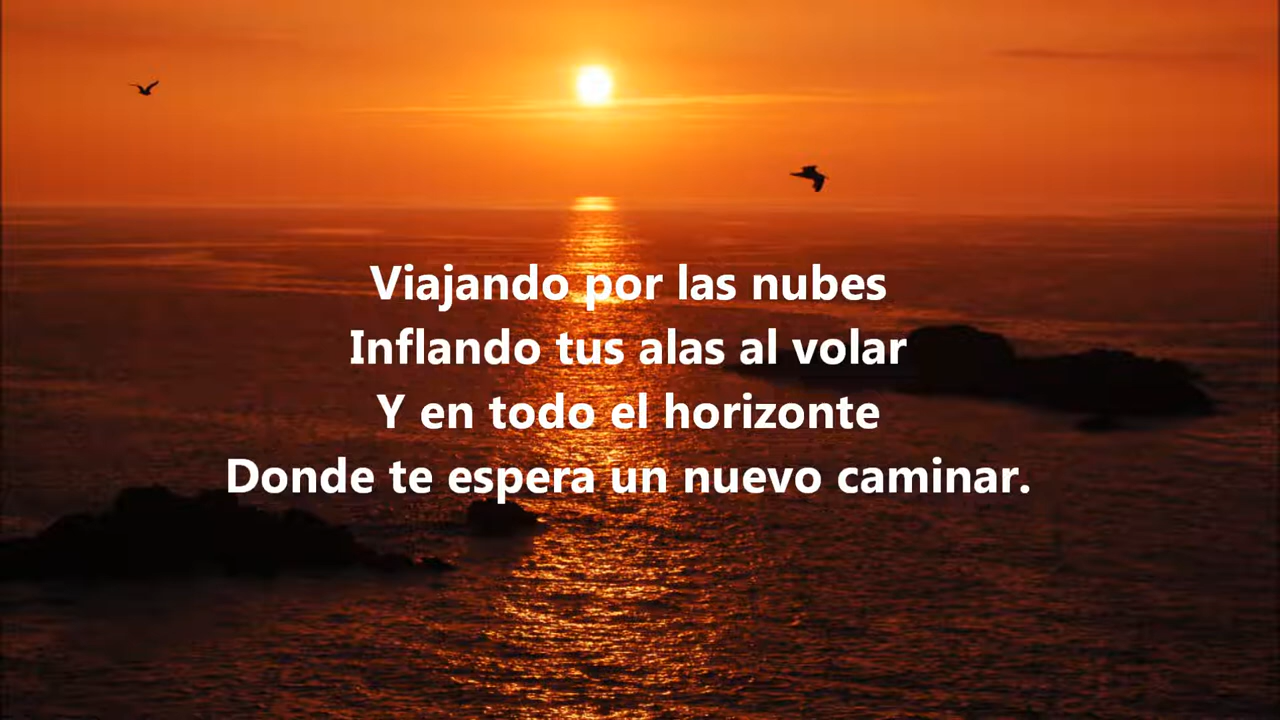 Viajando por las nubes
Inflando tus alas al volar
Y en todo el horizonte
Donde te espera un nuevo caminar.